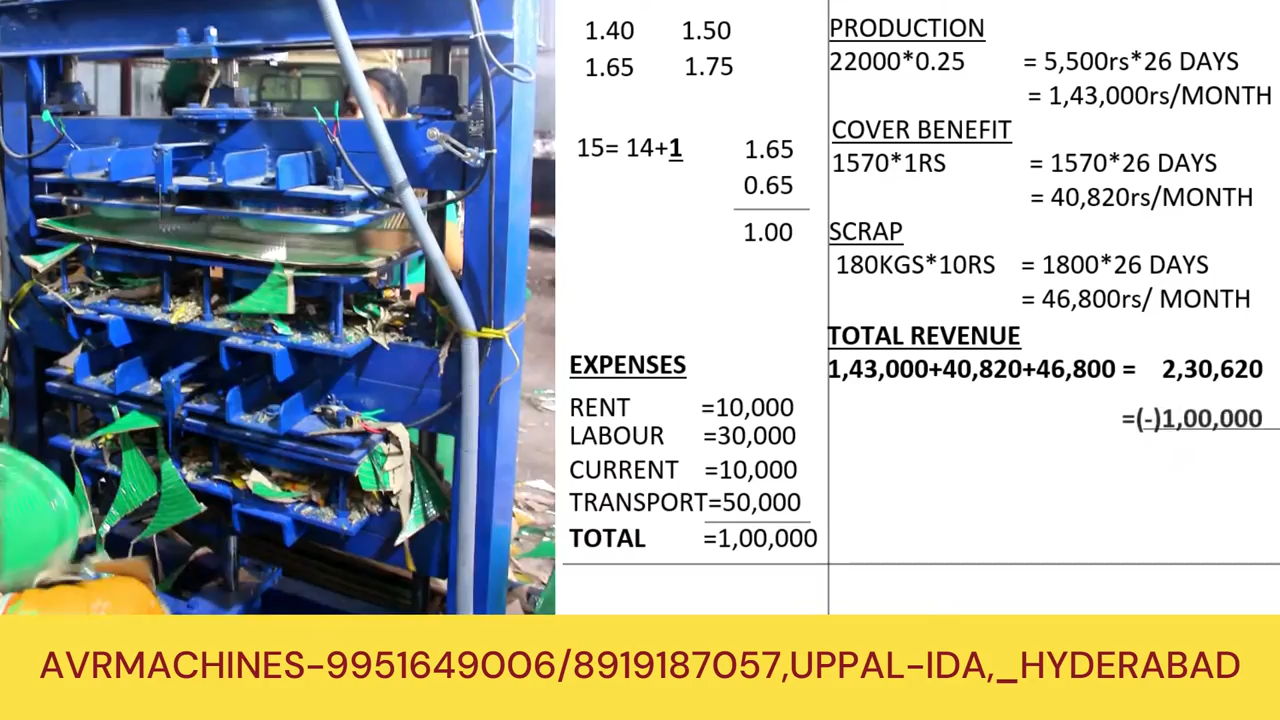 1.40 1.50
1.65 1.75
15= 14+1
1.65
0.65
1.00
EXPENSES
RENT =10,000
LABOUR =30,000
CURRENT =10,000
TRANSPORT=50,000
TOTAL =1,00,000
PRODUCTION
22000*0.25 = 5,500rs*26 DAYS
= 1,43,000rs/MONTH
COVER BENEFIT
1570*1RS = 1570*26 DAYS
= 40,820rs/MONTH
SCRAP
180KGS*10RS = 1800*26 DAYS
= 46,800rs/ MONTH
TOTAL REVENUE
1,43,000+40,820+46,800 = 2,30,620
=(-)1,00,000
AVRMACHINES-9951649006/8919187057,UPPAL-IDA,_HYDERABAD